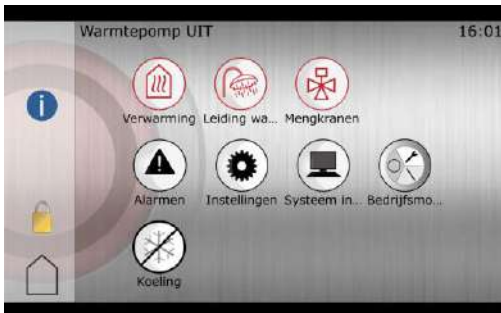 Warmtepomp UIT 16:01
Verwarming Leiding wa... Mengkranen
Alarmen Instellingen Systeem in... Bedrijfsmo...
Koeling